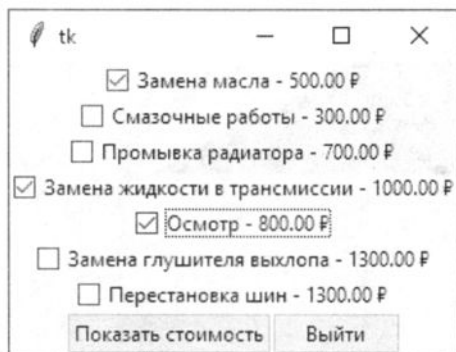 tk
Замена масла - 500.00 ₽
Смазочные работы - 300.00 ₽
Промывка радиатора - 700.00 ₽
Замена жидкости в трансмиссии - 1000.00 ₽
Осмотр - 800.00 ₽
Замена глушителя выхлопа - 1300.00 ₽
Перестановка шин - 1300.00 ₽
Показать стоимость Выйти